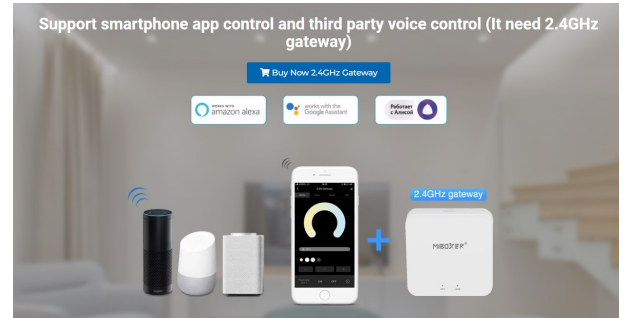 Support smartphone app control and third party voice control (It need 2.4GHz
gateway)
Buy Now 2.4GHz Gateway
WORKS WITH
amazon alexa
works with the
Google Assistant
Работает
с Алисой
2.4GHz gateway
MIBOXER®